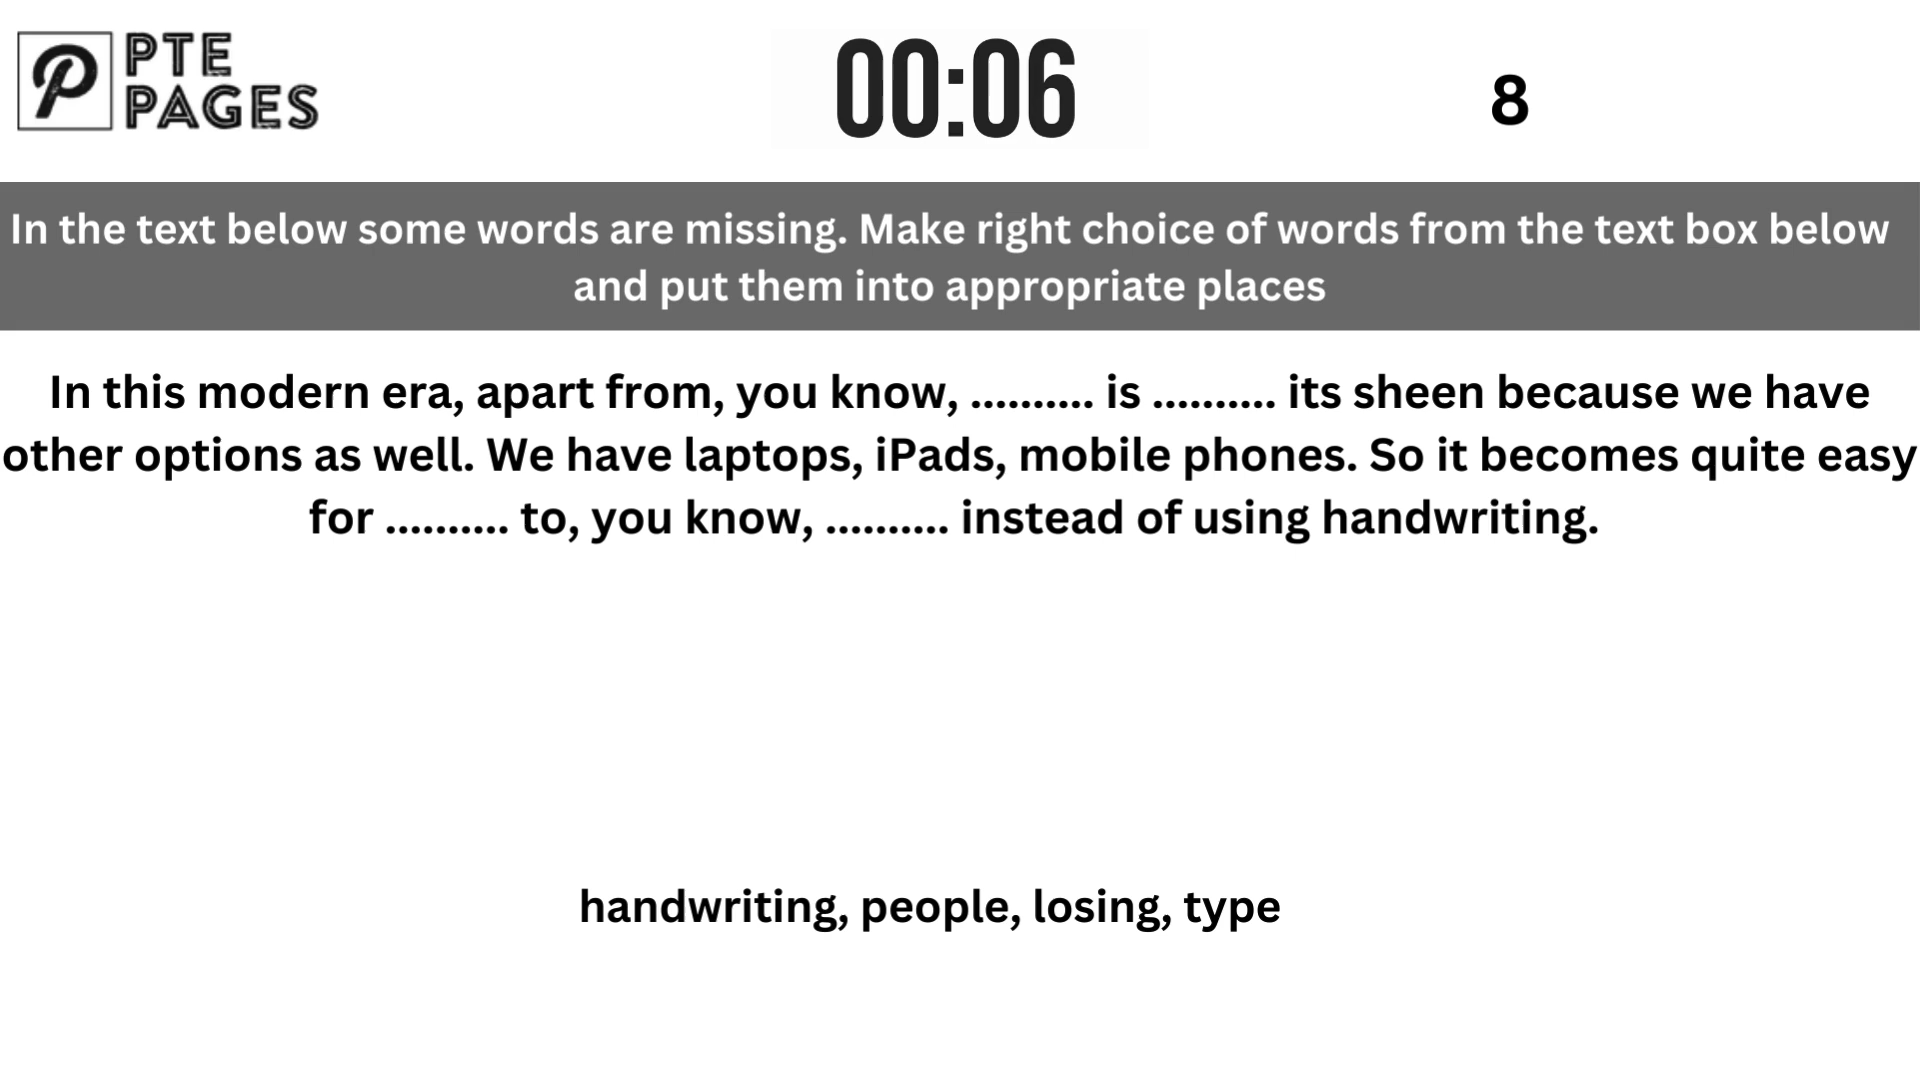 PTE
PAGES
00:06
8
In the text below some words are missing. Make right choice of words from the text box below
and put them into appropriate places
In this modern era, apart from, you know, .......... is .......... its sheen because we have
other options as well. We have laptops, iPads, mobile phones. So it becomes quite easy
for .......... to, you know, .......... instead of using handwriting.
handwriting, people, losing, type